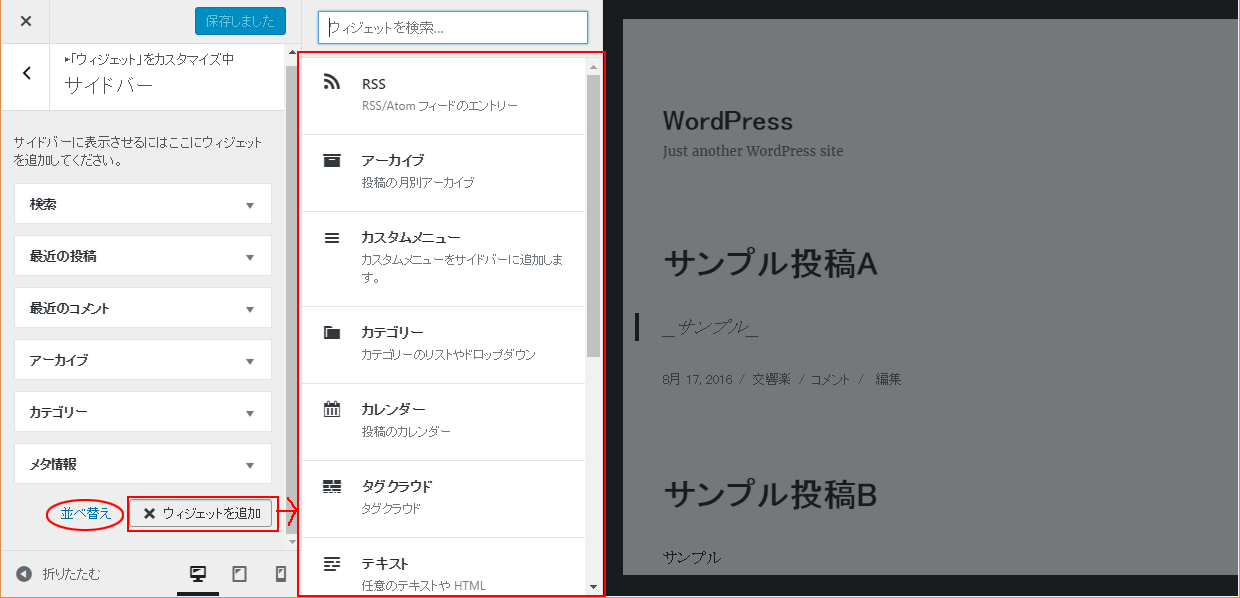 保存しました
▸「ウィジェット」をカスタマイズ中
サイドバー
サイドバーに表示させるにはここにウィジェット
を追加してください。
検索
最近の投稿
最近のコメント
アーカイブ
カテゴリー
メタ情報
並べ替え
ウィジェットを追加
折りたたむ
ウィジェットを検索...
RSS
RSS/Atom フィードのエントリー
アーカイブ
投稿の月別アーカイブ
カスタムメニュー
カスタムメニューをサイドバーに追加しま
す。
カテゴリー
カテゴリーのリストやドロップダウン
カレンダー
投稿のカレンダー
タグクラウド
タグクラウド
テキスト
任意のテキストや HTML
WordPress
Just another WordPress site
サンプル投稿A
_サンプル_
8月 17, 2016 / 交響楽 / コメント / 編集
サンプル投稿B
サンプル